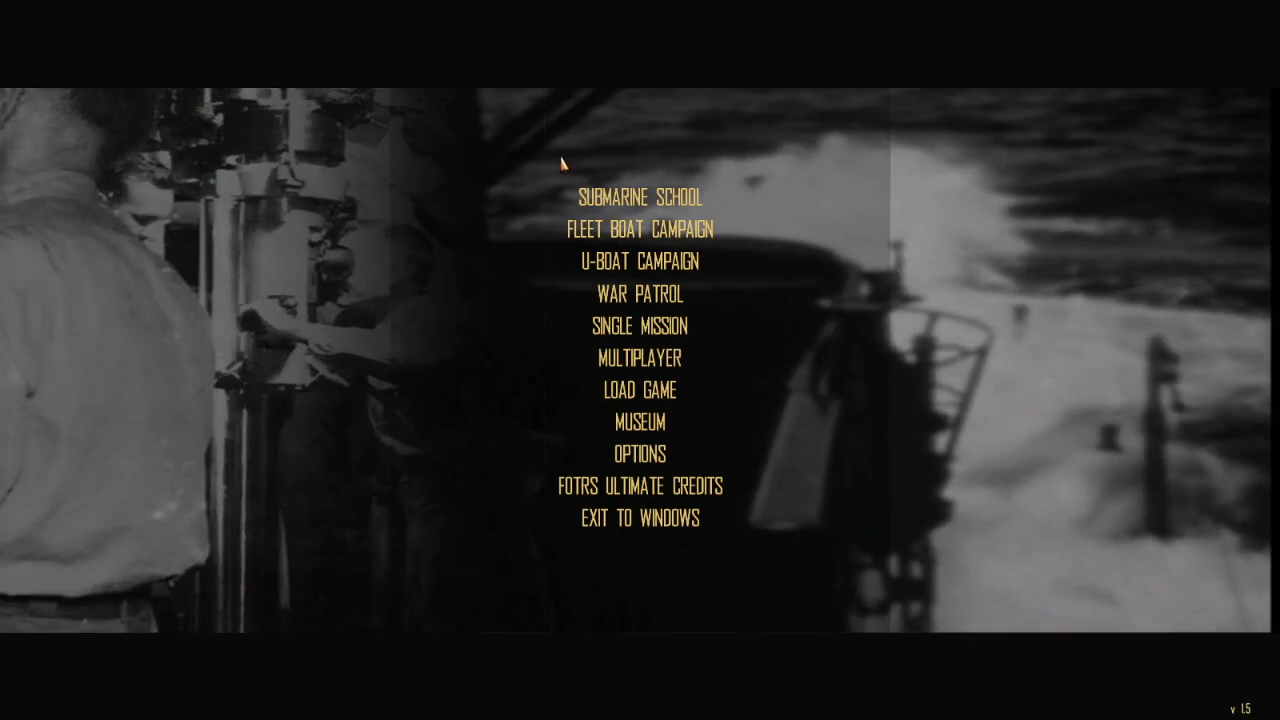 SUBMARINE SCHOOL
FLEET BOAT CAMPAIGN
U-BOAT CAMPAIGN
WAR PATROL
SINGLE MISSION
MULTIPLAYER
LOAD GAME
MUSEUM
OPTIONS
FOTRS ULTIMATE CREDITS
EXIT TO WINDOWS
v 1.5